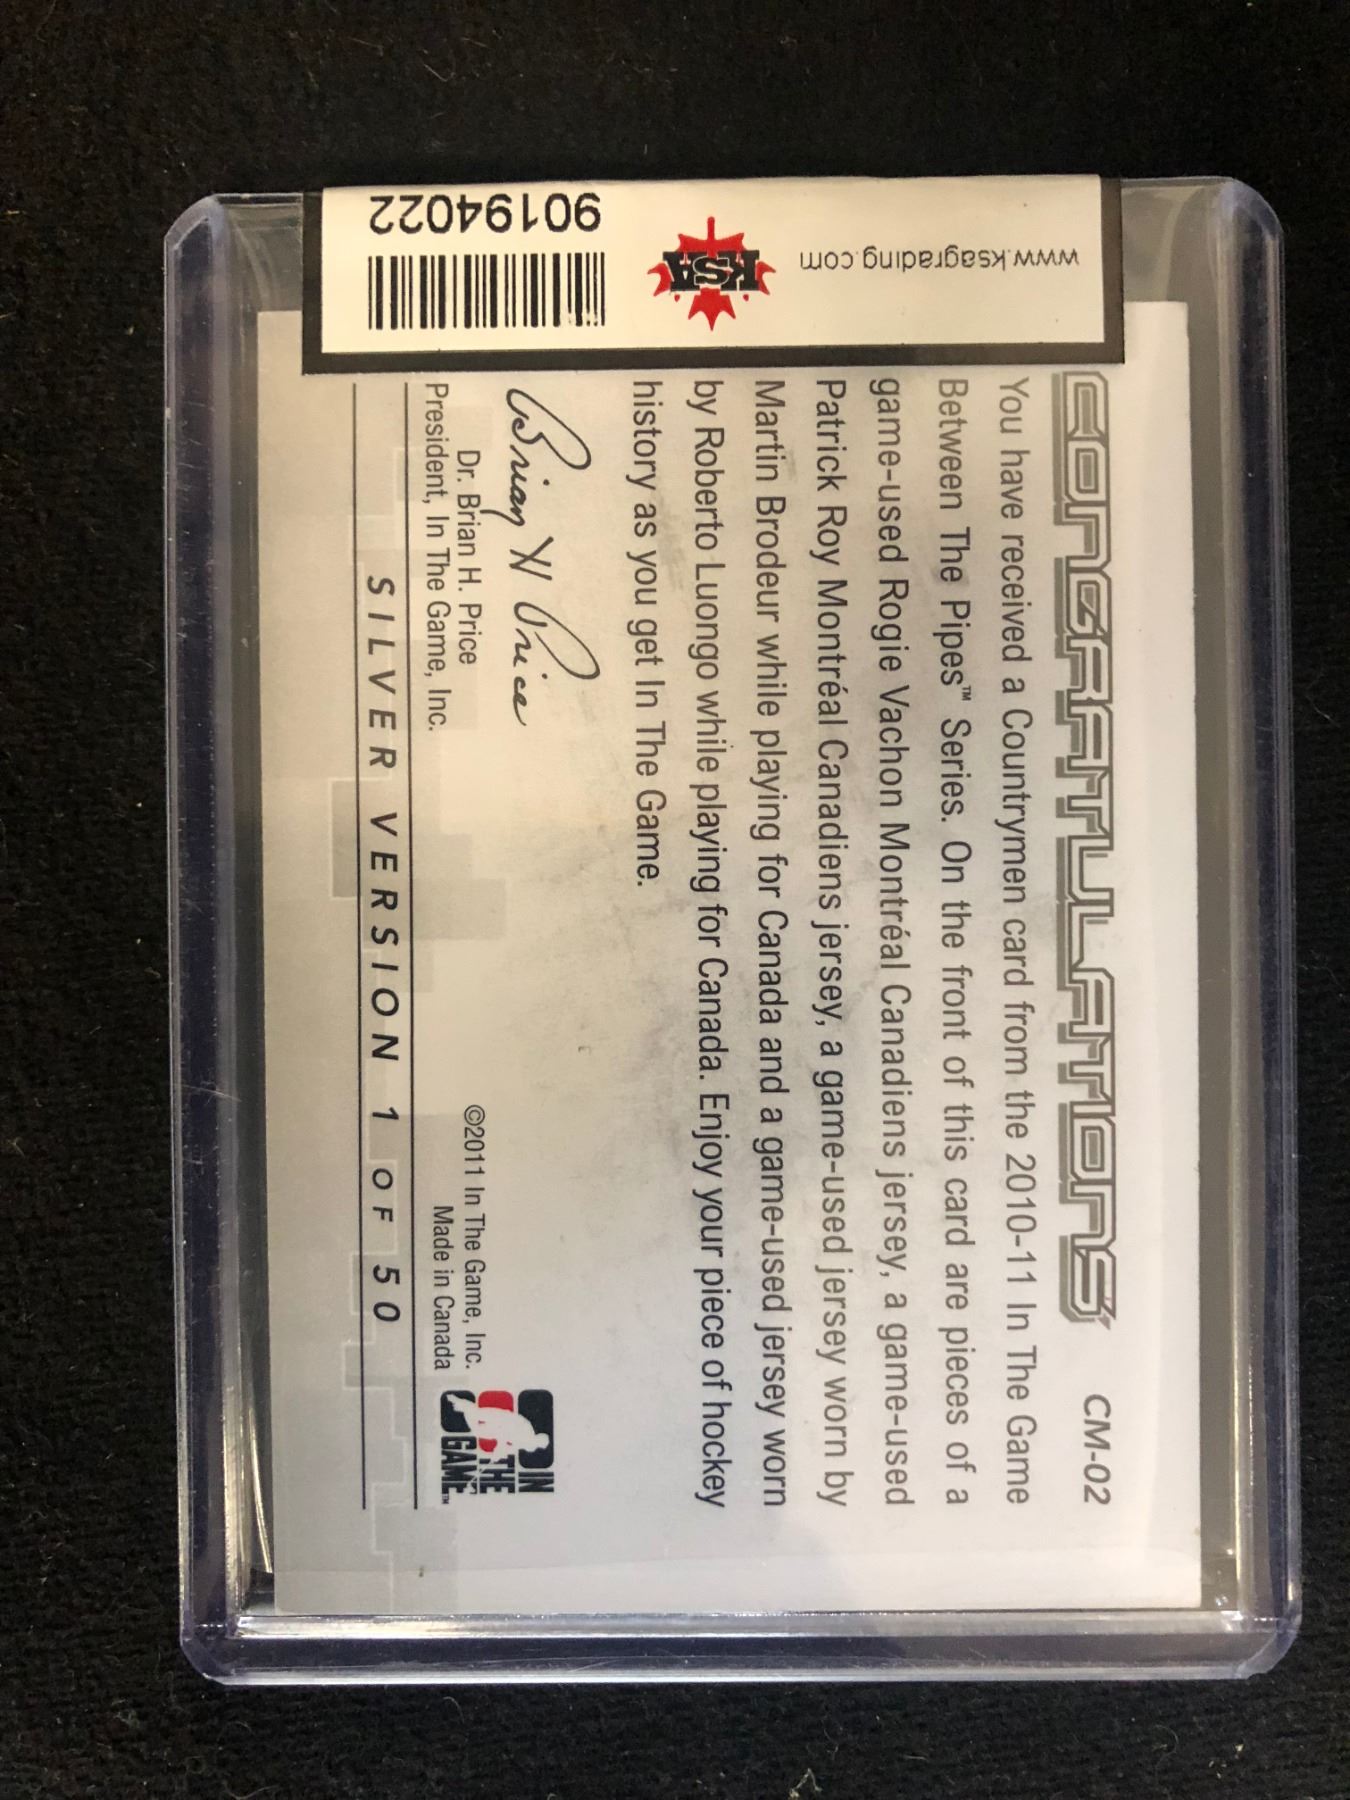 www.ksagrading.com
KSA
90194022
CONGRATULATIONS CM-02
You have received a Countrymen card from the 2010-11 In The Game
Between The Pipes™ Series. On the front of this card are pieces of a
game-used Rogie Vachon Montréal Canadiens jersey, a game-used
Patrick Roy Montréal Canadiens jersey, a game-used jersey worn by
Martin Brodeur while playing for Canada and a game-used jersey worn
by Roberto Luongo while playing for Canada. Enjoy your piece of hockey
history as you get In The Game.
Brian H Price
Dr. Brian H. Price
President, In The Game, Inc.
©2011 In The Game, Inc.
Made in Canada
IN
THE
GAME™
SILVER VERSION 1 OF 50